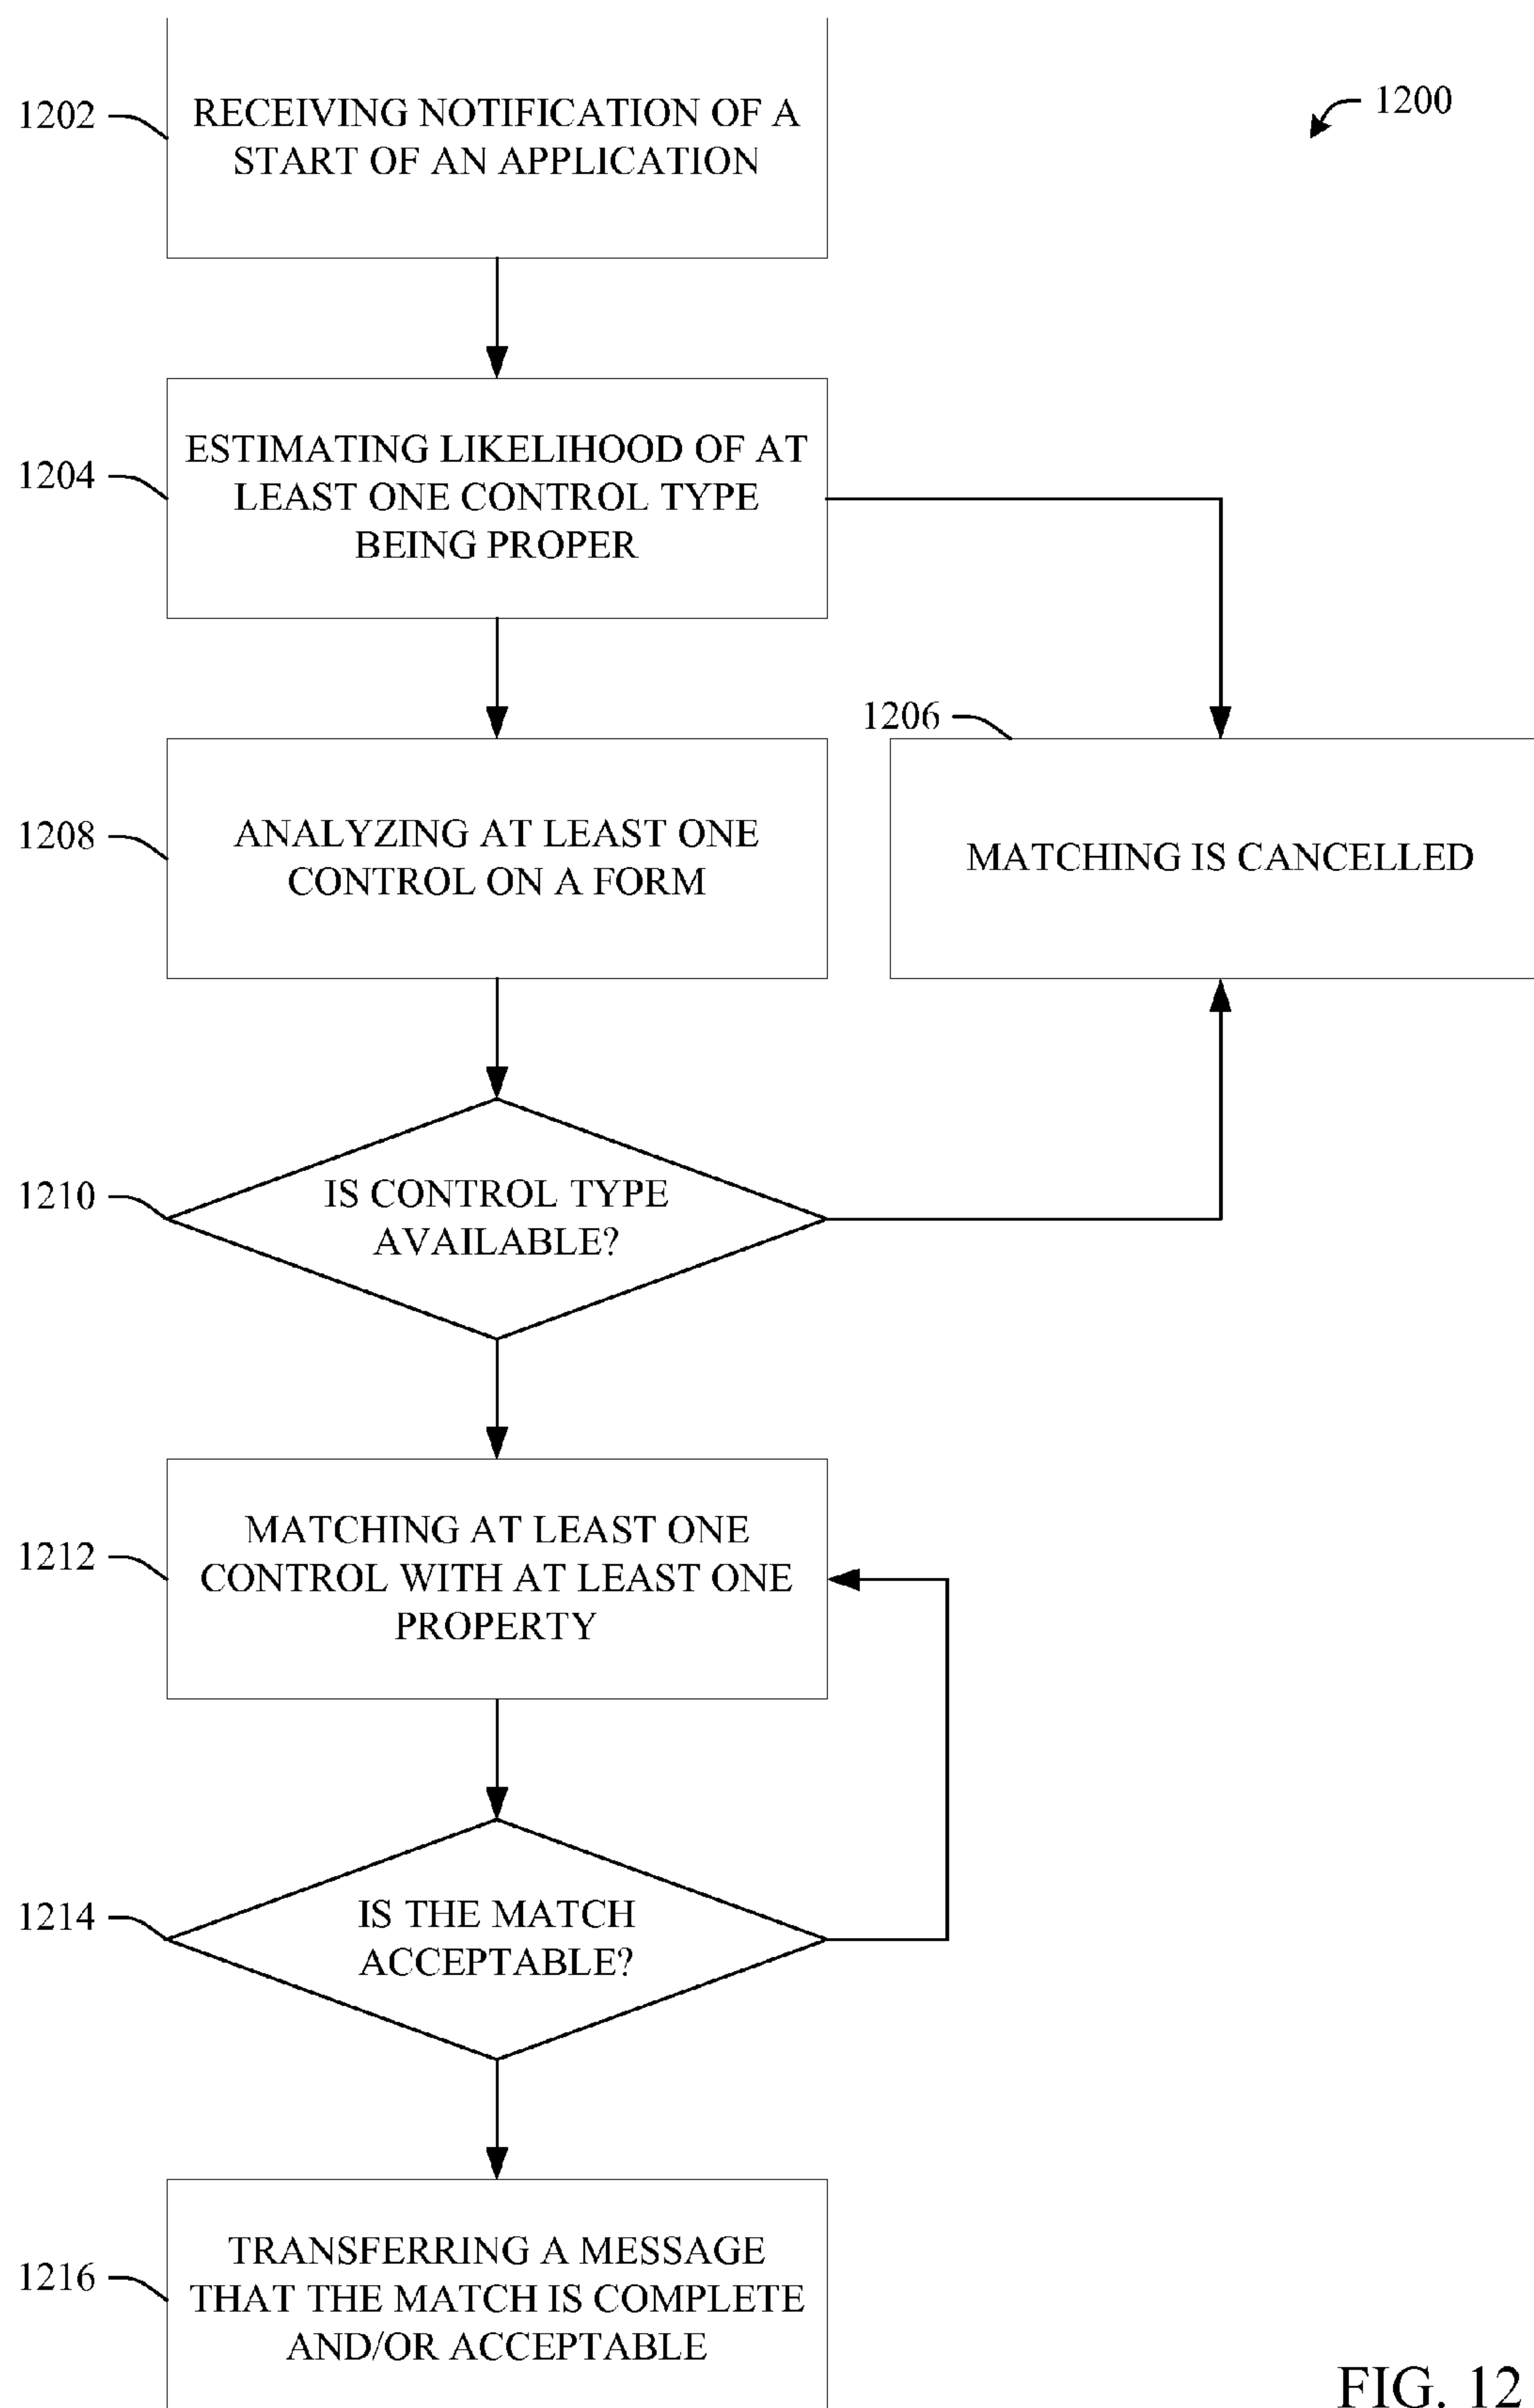 1200
1202
RECEIVING NOTIFICATION OF A
START OF AN APPLICATION
1204
ESTIMATING LIKELIHOOD OF AT
LEAST ONE CONTROL TYPE
BEING PROPER
1206
MATCHING IS CANCELLED
1208
ANALYZING AT LEAST ONE
CONTROL ON A FORM
1210
IS CONTROL TYPE
AVAILABLE?
1212
MATCHING AT LEAST ONE
CONTROL WITH AT LEAST ONE
PROPERTY
1214
IS THE MATCH
ACCEPTABLE?
1216
TRANSFERRING A MESSAGE
THAT THE MATCH IS COMPLETE
AND/OR ACCEPTABLE
FIG. 12